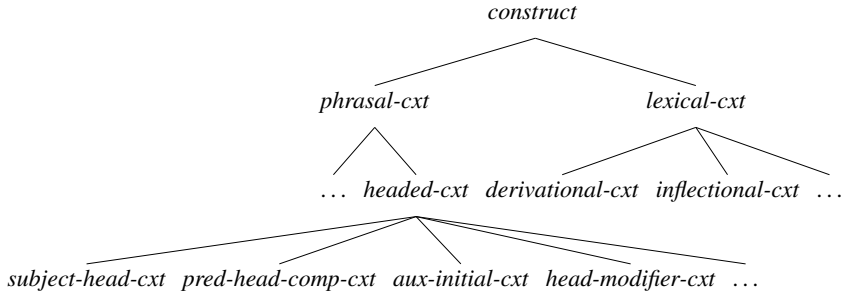 construct
phrasal-cxt lexical-cxt
... headed-cxt derivational-cxt inflectional-cxt ...
subject-head-cxt pred-head-comp-cxt aux-initial-cxt head-modifier-cxt ...